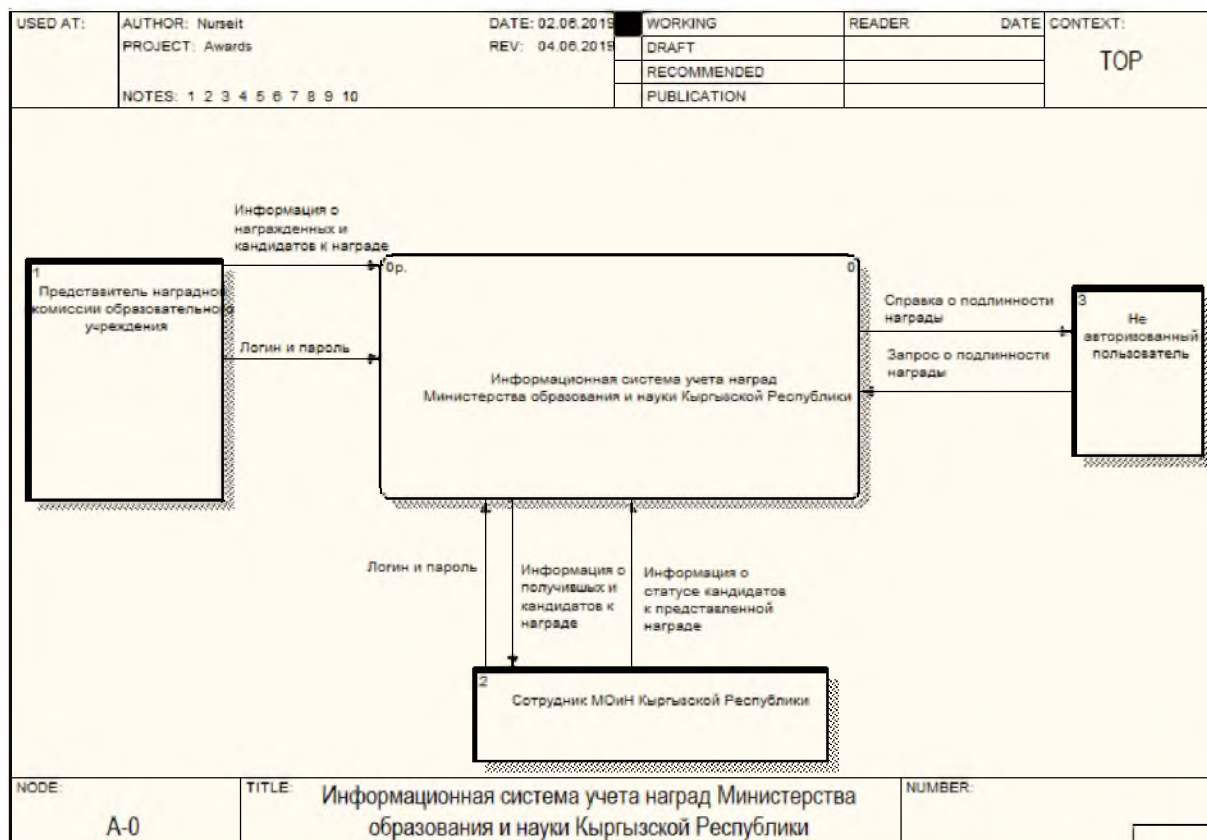 USED AT:
AUTHOR: Nurseit
DATE: 02.06.2019
WORKING
READER
DATE
CONTEXT:
PROJECT: Awards
REV: 04.06.2019
DRAFT
TOP
RECOMMENDED
NOTES: 1 2 3 4 5 6 7 8 9 10
PUBLICATION
Информация о
награжденных и
кандидатов к награде
1
Представитель наградной
комиссии образовательного
учреждения
Логин и пароль
0р.
0
Информационная система учета наград
Министерства образования и науки Кыргызской Республики
Справка о подлинности
награды
Запрос о подлинности
награды
3
Не
авторизованный
пользователь
Логин и пароль
Информация о
получивших и
кандидатов к
награде
Информация о
статусе кандидатов
к представленной
награде
2
Сотрудник МОиН Кыргызской Республики
NODE:
A-0
TITLE:
Информационная система учета наград Министерства
образования и науки Кыргызской Республики
NUMBER: